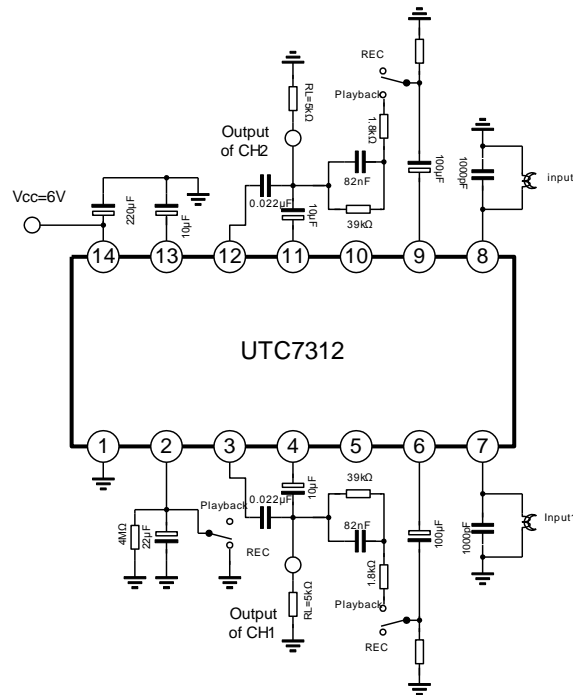 REC
Playback
RL=5kΩ
Output
of CH2
1.8kΩ
100μF
1000pF
input
82nF
Vcc=6V
220μF
10μF
0.022μF
10μF
39kΩ
14
13
12
11
10
9
8
UTC7312
1
2
3
4
5
6
7
39kΩ
Playback
0.022μF
10μF
82nF
100μF
1000pF
Input1
4MΩ
22μF
REC
1.8kΩ
Output
of CH1
RL=5kΩ
Playback
REC